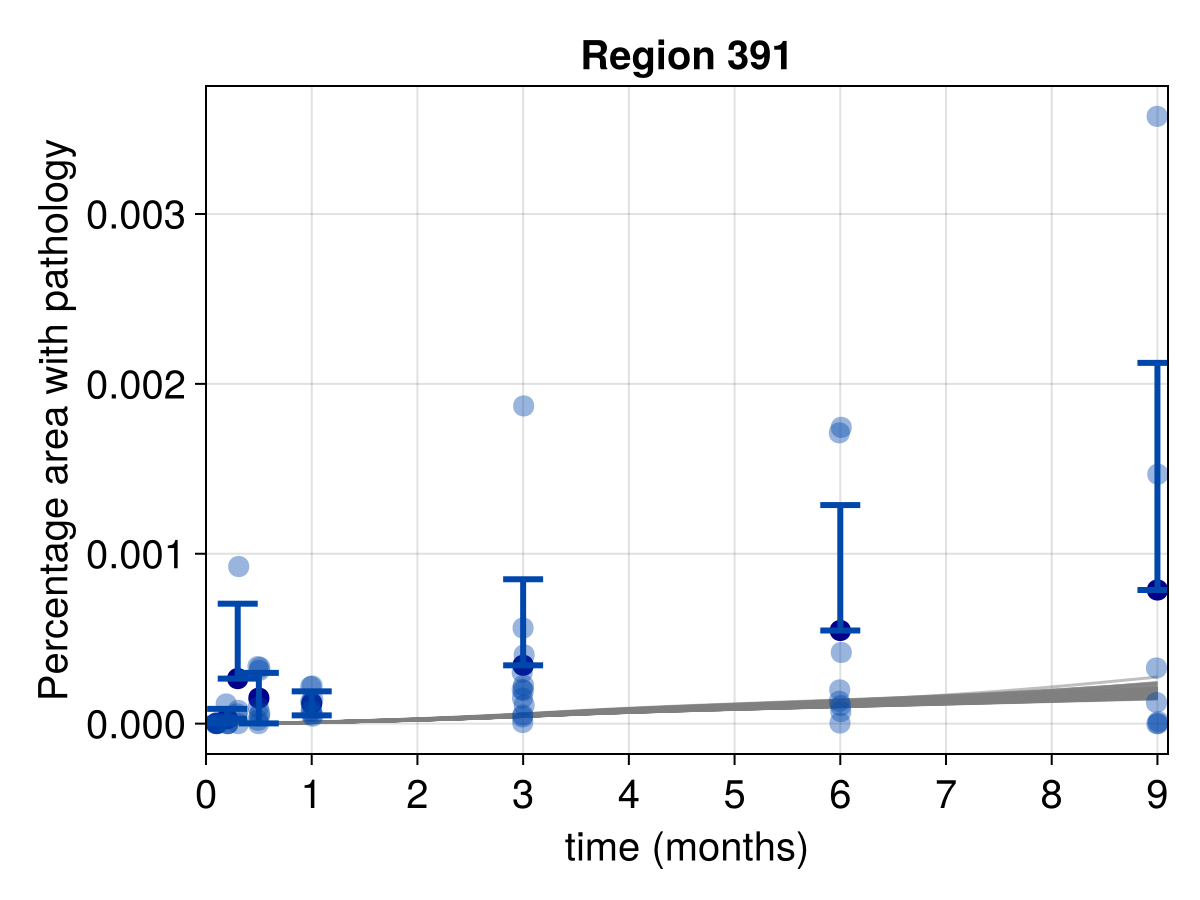 Region 391
Percentage area with pathology
0.003
0.002
0.001
0.000
0 1 2 3 4 5 6 7 8 9
time (months)